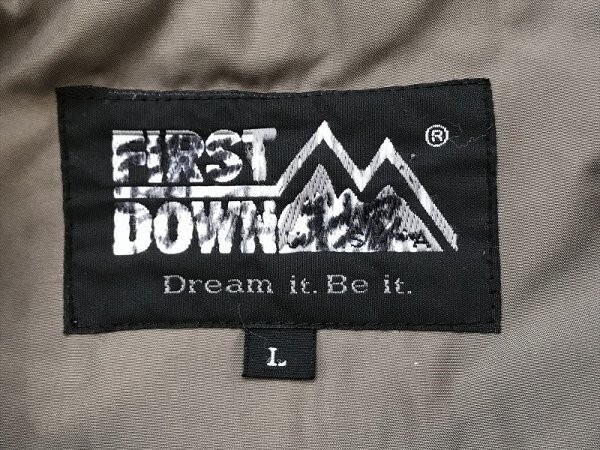 FIRST
DOWN
®
Dream it. Be it.
L